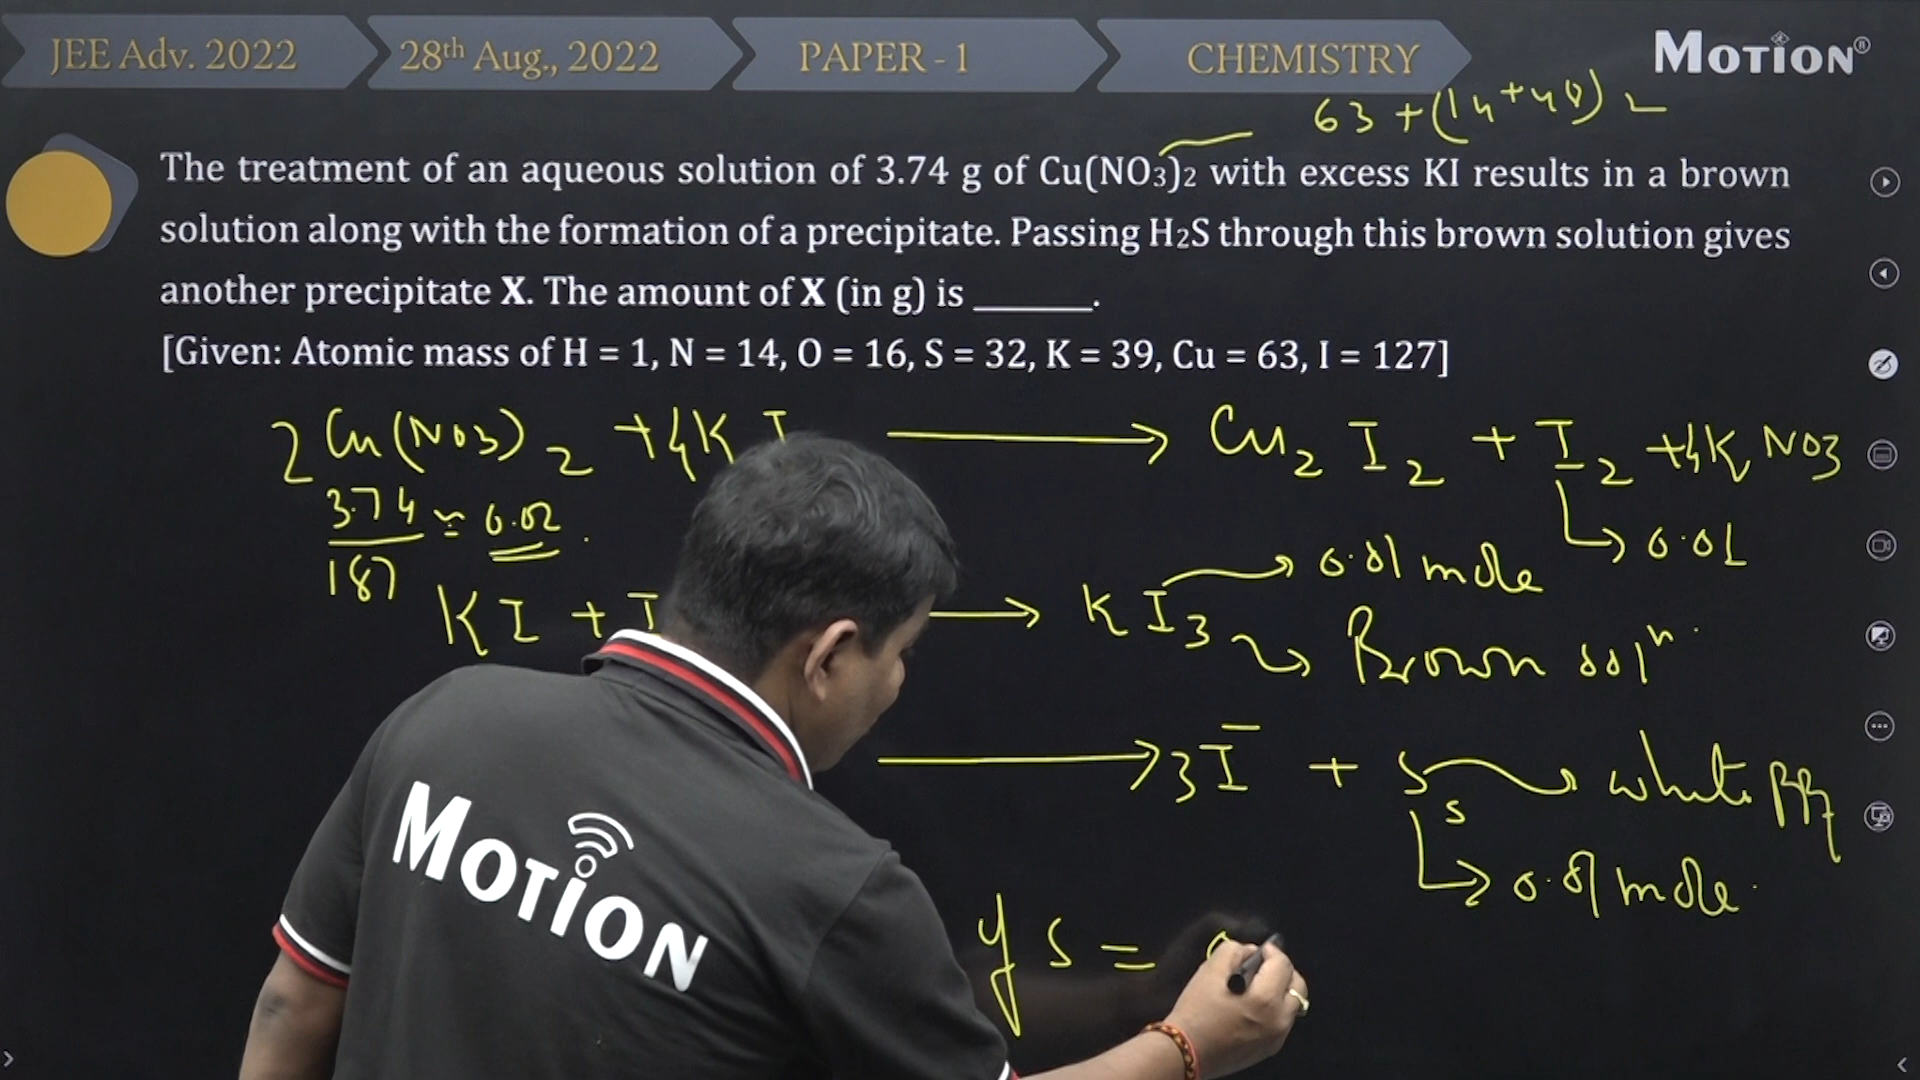 JEE Adv. 2022 28th Aug., 2022 PAPER - 1 CHEMISTRY MOTION®
63 + (14 + 48) 2
The treatment of an aqueous solution of 3.74 g of Cu(NO3)2 with excess KI results in a brown
solution along with the formation of a precipitate. Passing H2S through this brown solution gives
another precipitate X. The amount of X (in g) is ______.
[Given: Atomic mass of H = 1, N = 14, O = 16, S = 32, K = 39, Cu = 63, I = 127]
2 Cu(NO3)2 + 4K I → Cu2 I2 + I2 + 4K NO3
3.74 / 187 ≈ 0.02
↳ 0.01
→ 0.01 mole
KI + I → KI3 → Brown solⁿ.
→ 3I⁻ + S → white ppt
↳ 0.01 mole.
S =
MOTION